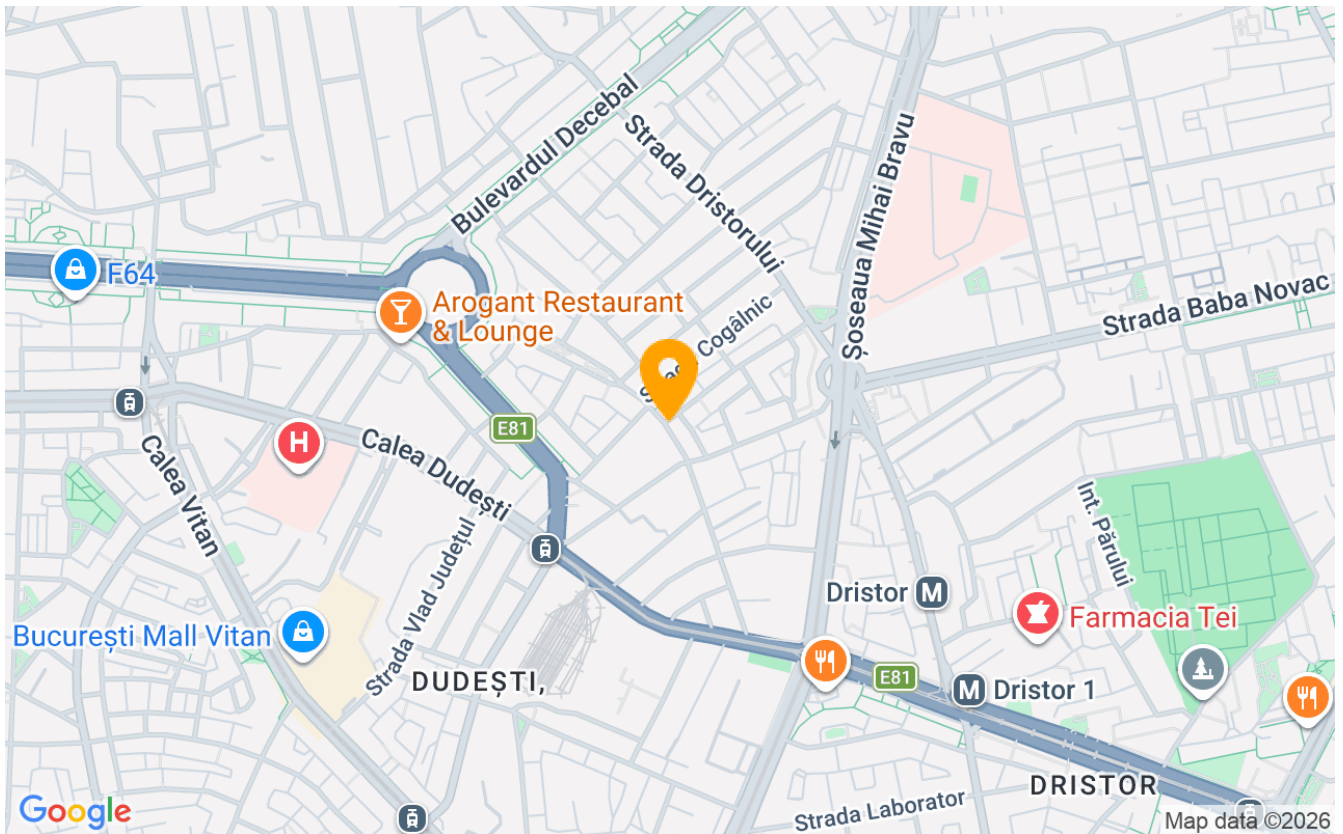 Bulevardul Decebal
Strada Dristorului
Șoseaua Mihai Bravu
F64
Arogant Restaurant
& Lounge
Cogâlnic
Strada Baba Novac
E81
H
Calea Dudești
Calea Vitan
Int. Părului
Strada Vlad Județul
Dristor M
Farmacia Tei
București Mall Vitan
DUDEȘTI,
E81
M Dristor 1
DRISTOR
Strada Laborator
Google
Map data ©2026